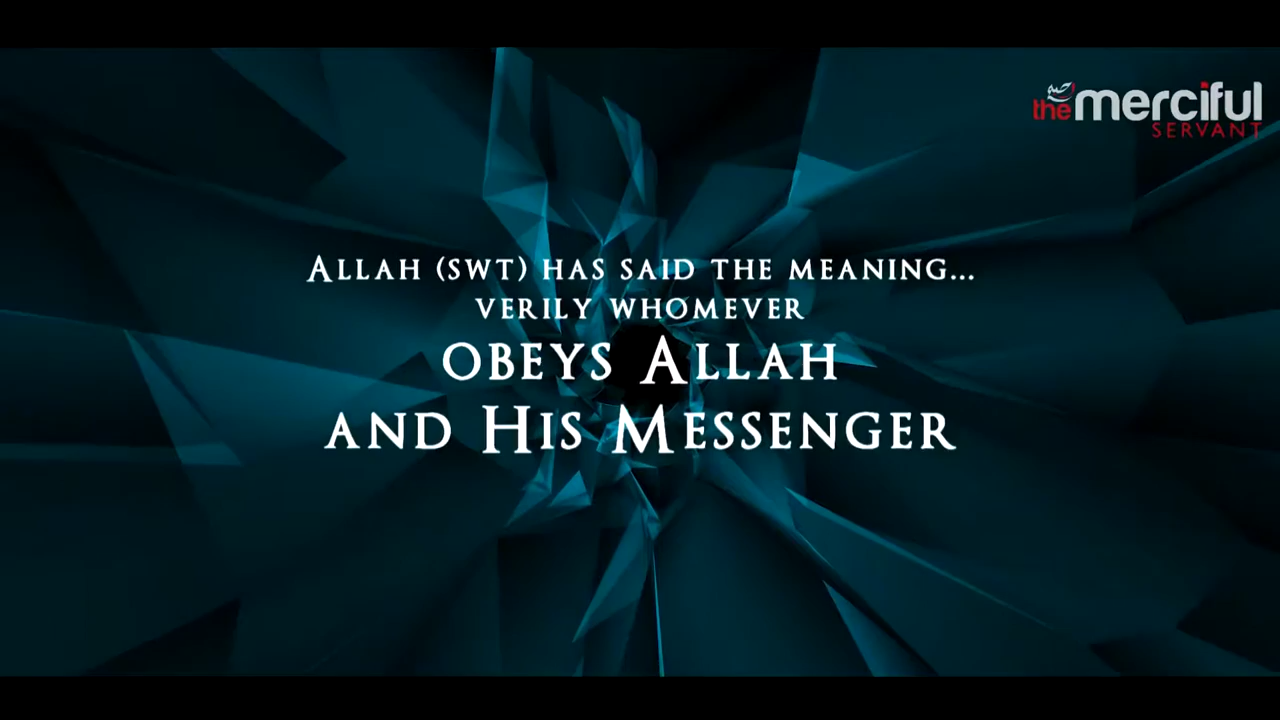 the merciful
SERVANT
ALLAH (SWT) HAS SAID THE MEANING...
VERILY WHOMEVER
OBEYS ALLAH
AND HIS MESSENGER